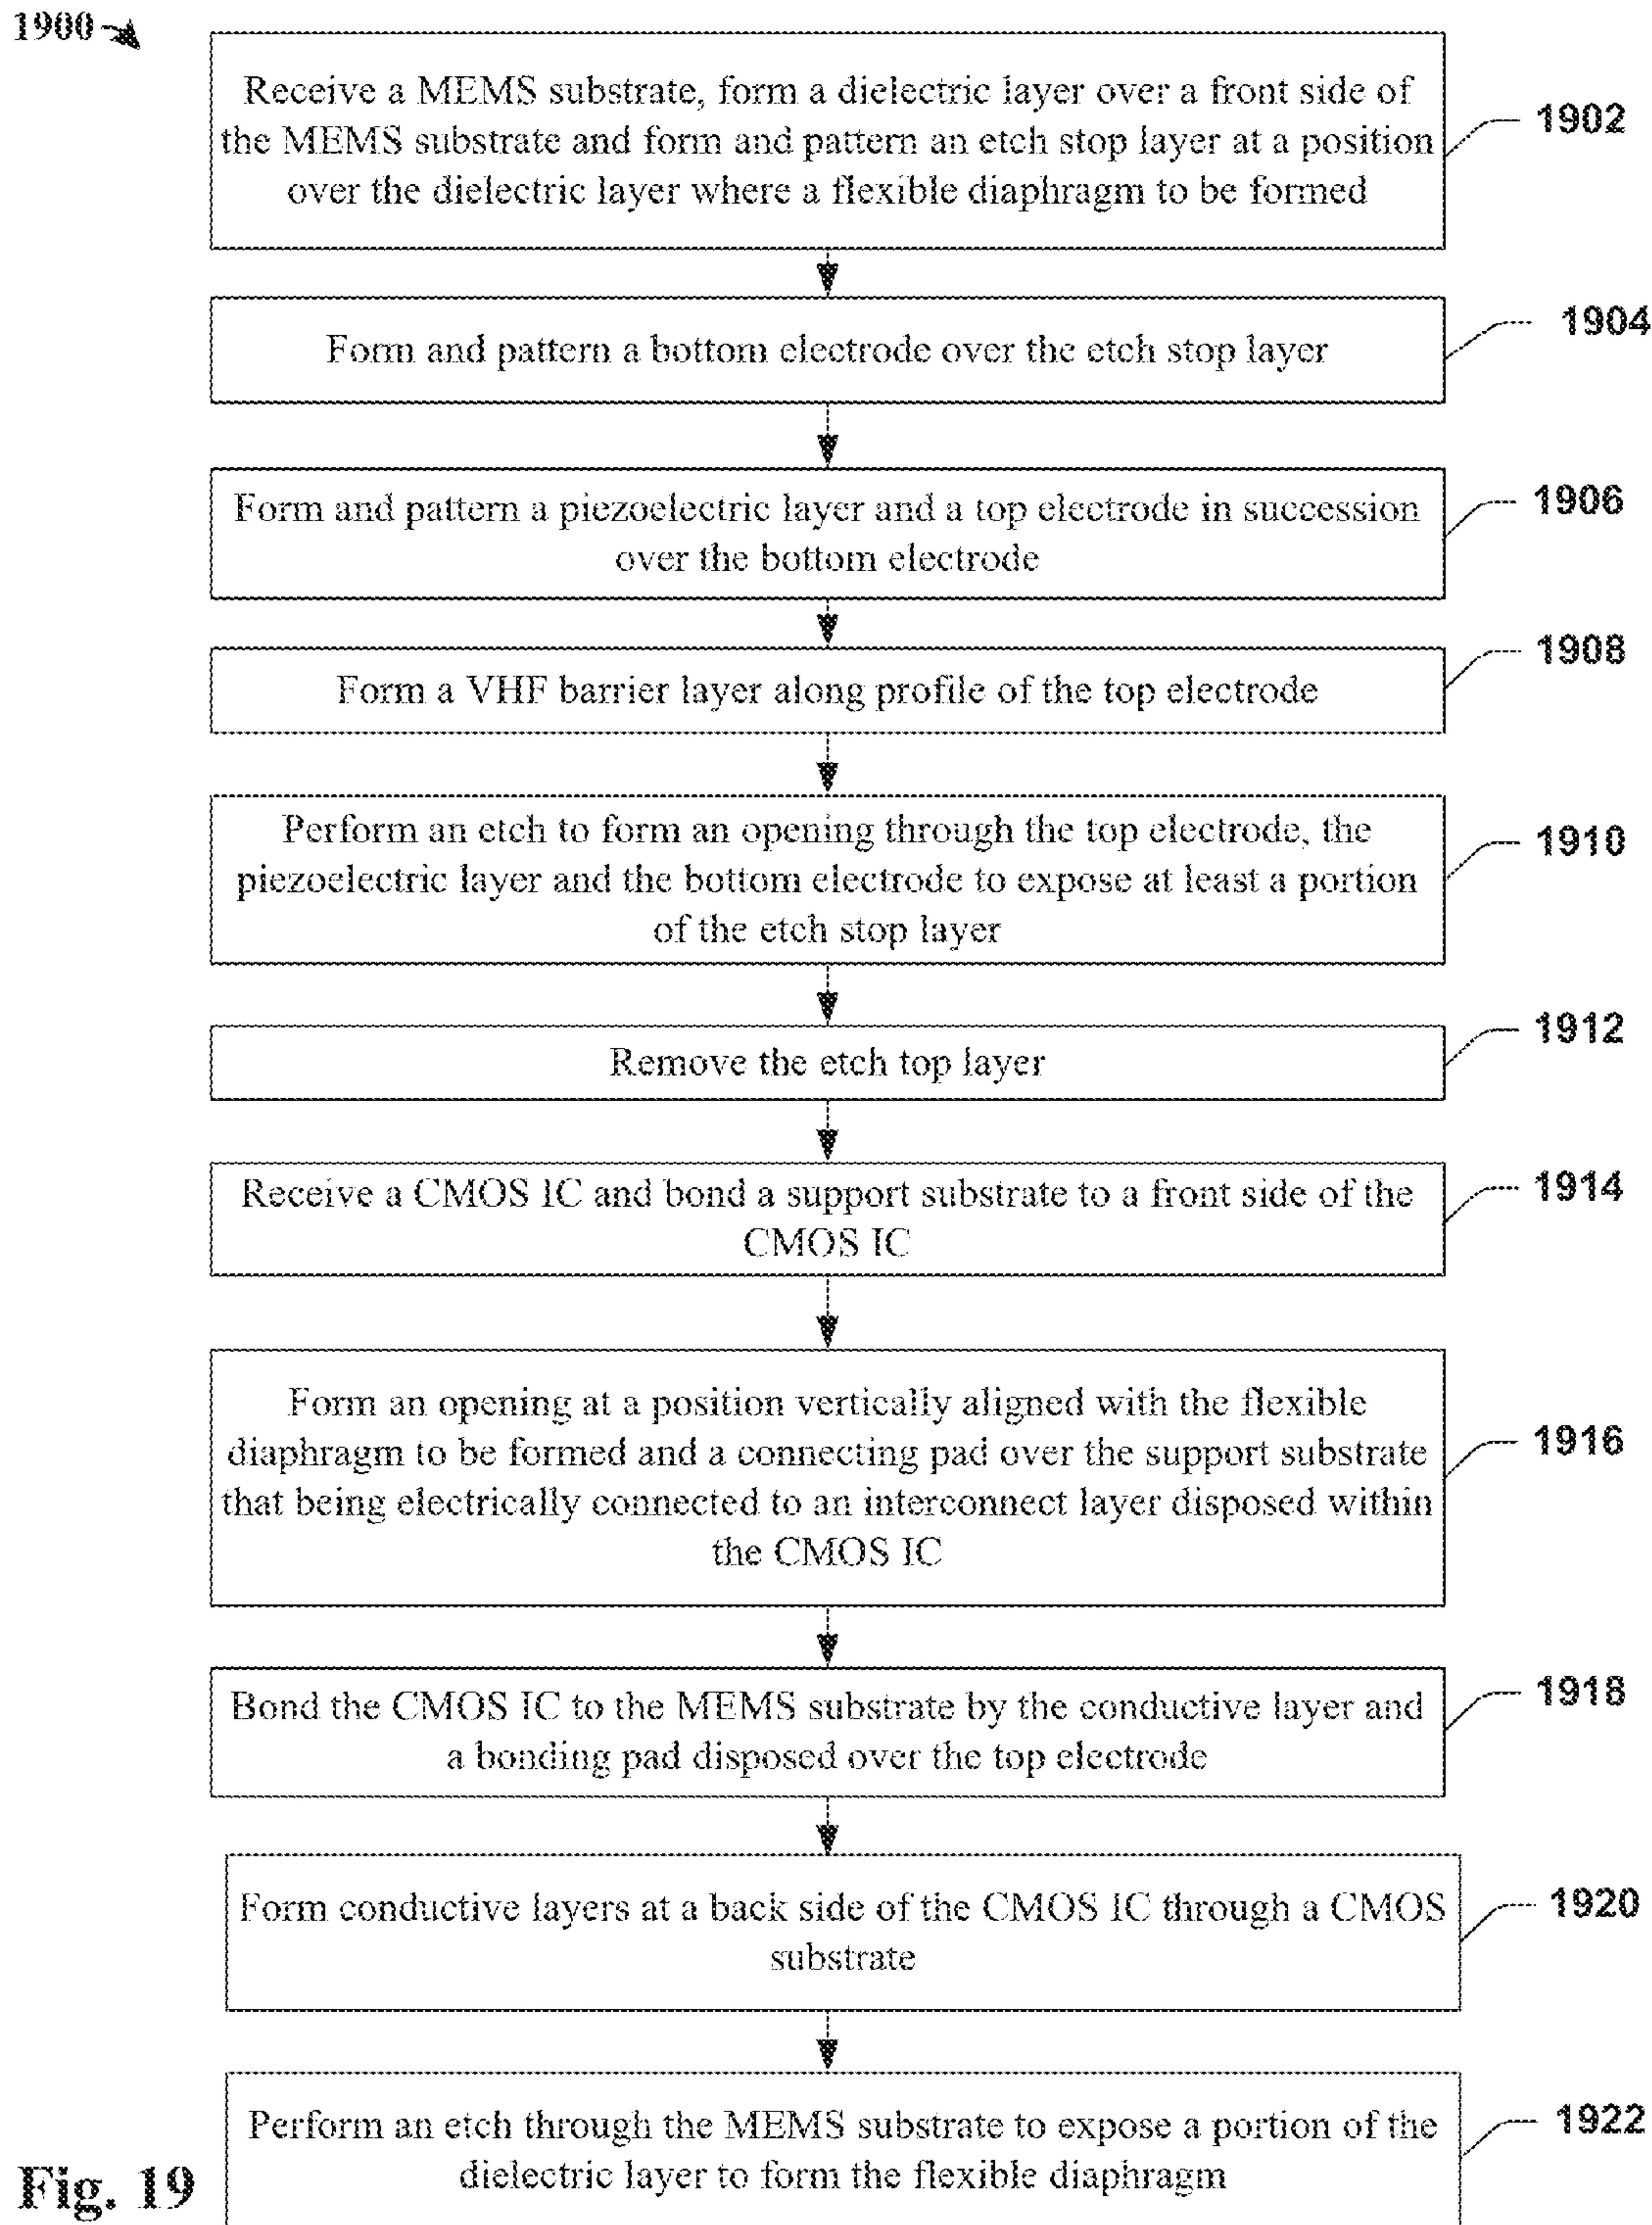 1900
Receive a MEMS substrate, form a dielectric layer over a front side of
the MEMS substrate and form and pattern an etch stop layer at a position
over the dielectric layer where a flexible diaphragm to be formed
1902
Form and pattern a bottom electrode over the etch stop layer
1904
Form and pattern a piezoelectric layer and a top electrode in succession
over the bottom electrode
1906
Form a VHF barrier layer along profile of the top electrode
1908
Perform an etch to form an opening through the top electrode, the
piezoelectric layer and the bottom electrode to expose at least a portion
of the etch stop layer
1910
Remove the etch top layer
1912
Receive a CMOS IC and bond a support substrate to a front side of the
CMOS IC
1914
Form an opening at a position vertically aligned with the flexible
diaphragm to be formed and a connecting pad over the support substrate
that being electrically connected to an interconnect layer disposed within
the CMOS IC
1916
Bond the CMOS IC to the MEMS substrate by the conductive layer and
a bonding pad disposed over the top electrode
1918
Form conductive layers at a back side of the CMOS IC through a CMOS
substrate
1920
Perform an etch through the MEMS substrate to expose a portion of the
dielectric layer to form the flexible diaphragm
1922
Fig. 19